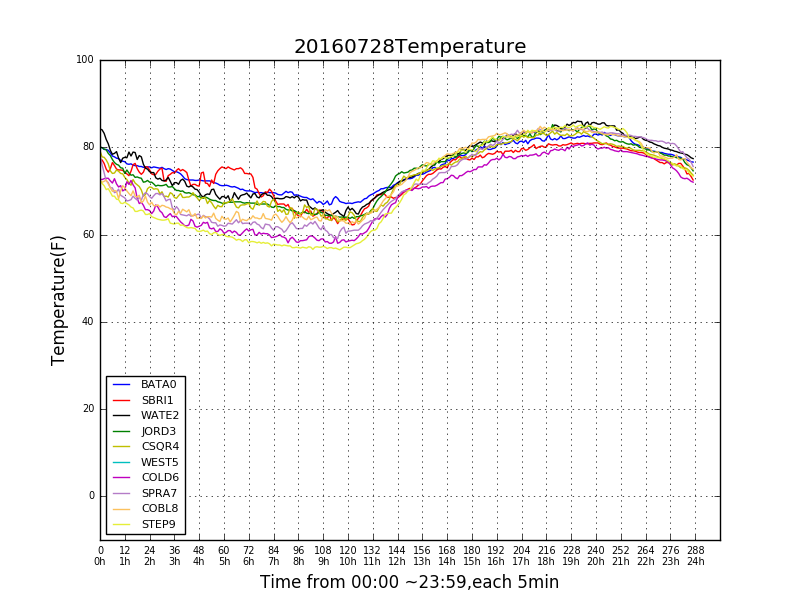 20160728Temperature
100
80
60
40
20
0
Temperature(F)
BATA0
SBRI1
WATE2
JORD3
CSQR4
WEST5
COLD6
SPRA7
COBL8
STEP9
0 12 24 36 48 60 72 84 96 108 120 132 144 156 168 180 192 204 216 228 240 252 264 276 288
0h 1h 2h 3h 4h 5h 6h 7h 8h 9h 10h 11h 12h 13h 14h 15h 16h 17h 18h 19h 20h 21h 22h 23h 24h
Time from 00:00 ~23:59,each 5min